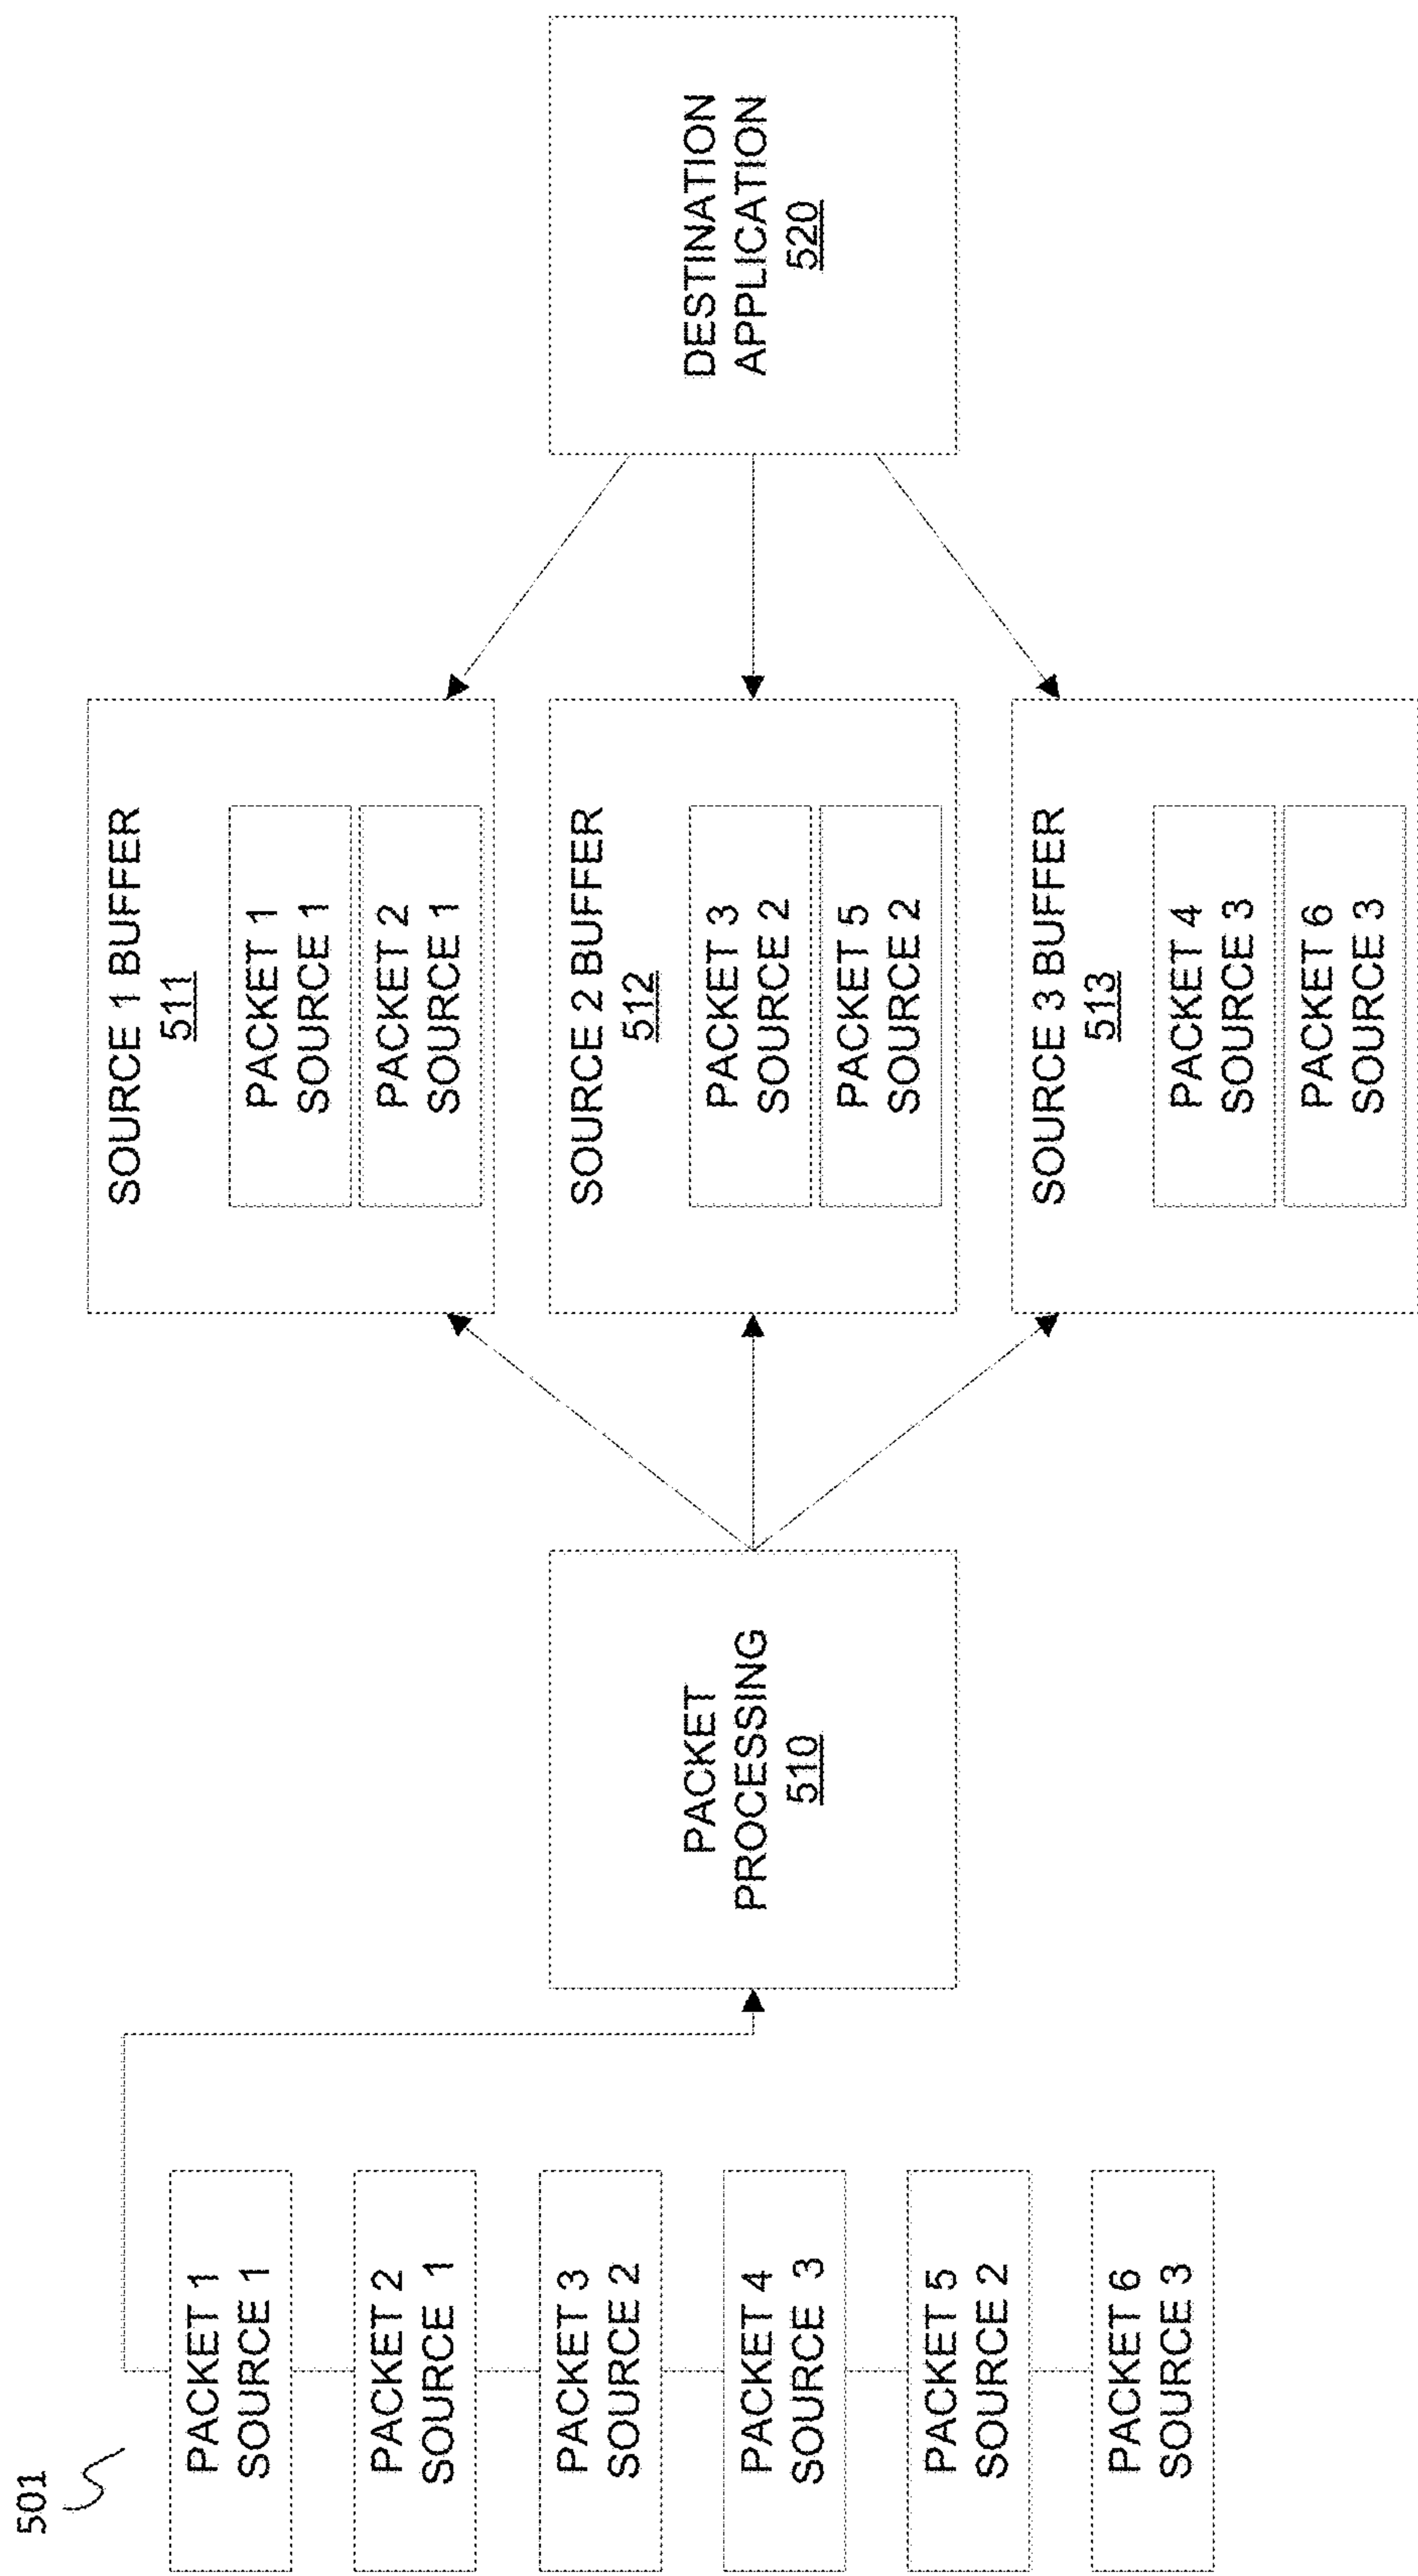 501
PACKET 1
SOURCE 1
PACKET 2
SOURCE 1
PACKET 3
SOURCE 2
PACKET 4
SOURCE 3
PACKET 5
SOURCE 2
PACKET 6
SOURCE 3
PACKET
PROCESSING
510
SOURCE 1 BUFFER
511
PACKET 1
SOURCE 1
PACKET 2
SOURCE 1
SOURCE 2 BUFFER
512
PACKET 3
SOURCE 2
PACKET 5
SOURCE 2
SOURCE 3 BUFFER
513
PACKET 4
SOURCE 3
PACKET 6
SOURCE 3
DESTINATION
APPLICATION
520